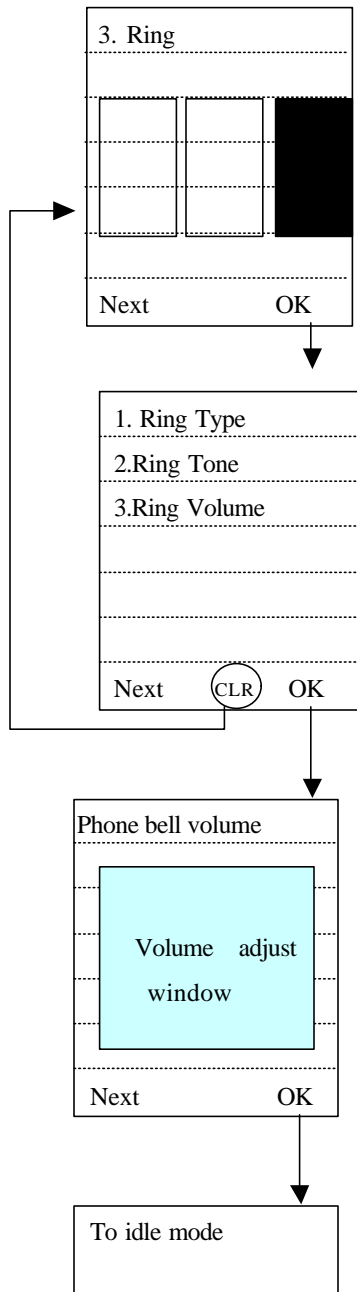 3. Ring
Next OK
1. Ring Type
2.Ring Tone
3.Ring Volume
Next CLR OK
Phone bell volume
Volume adjust
window
Next OK
To idle mode